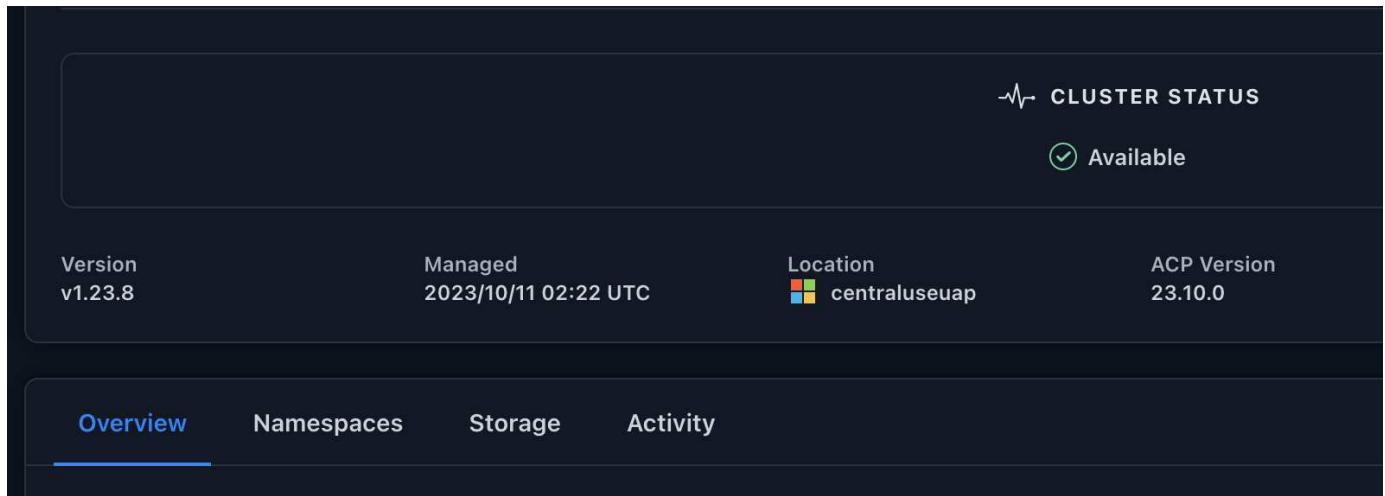 CLUSTER STATUS
Available
Version
v1.23.8
Managed
2023/10/11 02:22 UTC
Location
centraluseuap
ACP Version
23.10.0
Overview Namespaces Storage Activity